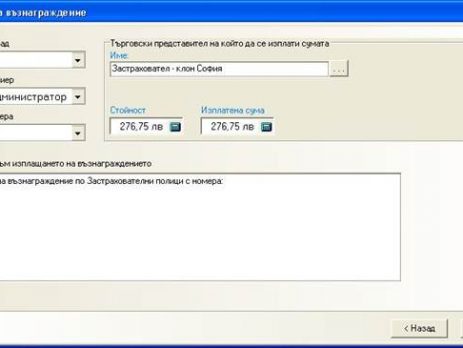 а възнаграждение
ад
Търговски представител на който да се изплати сумата
Име:
Застраховател - клон София
...
иер
дминистратор
ера
Стойност
Изплатена сума
276,75 лв
276,75 лв
ъм изплащането на възнаграждението
а възнаграждение по Застрахователни полици с номера:
< Назад